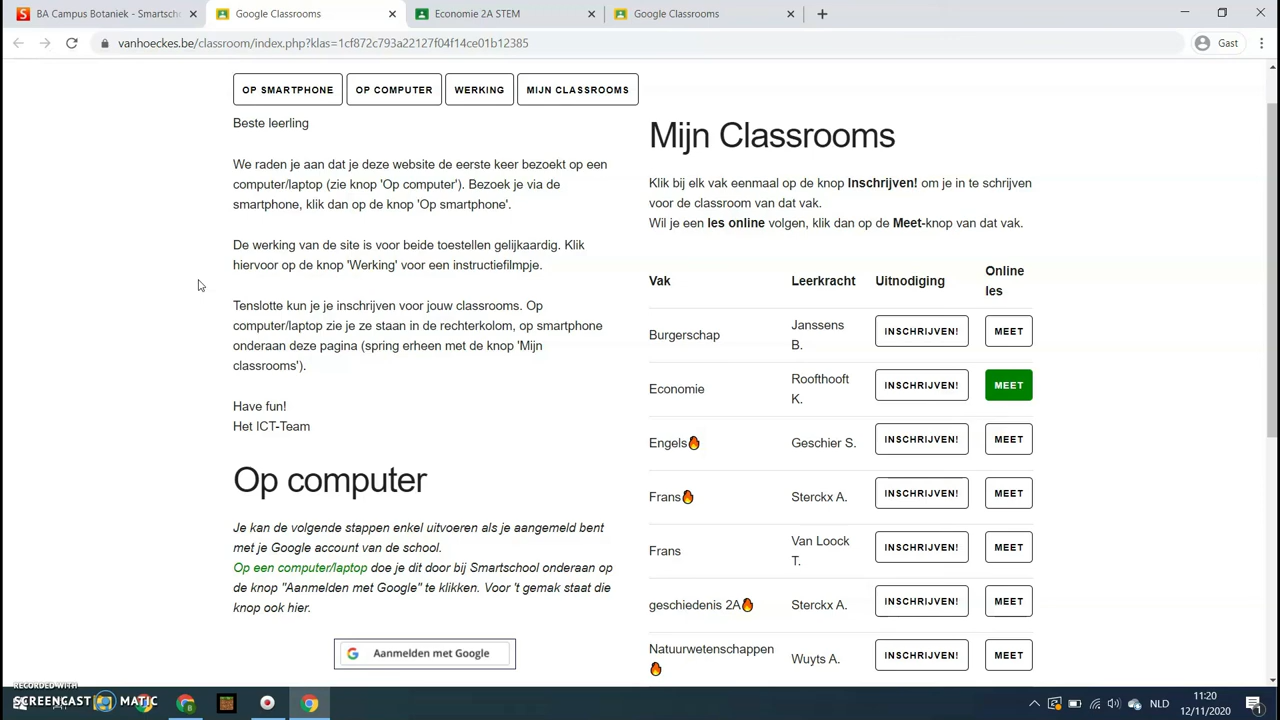 BA Campus Botaniek - Smartsch
Google Classrooms
Economie 2A STEM
Google Classrooms
vanhoeckes.be/classroom/index.php?klas=1cf872c793a22127f04f14ce01b12385
Gast
OP SMARTPHONE
OP COMPUTER
WERKING
MIJN CLASSROOMS
Beste leerling
We raden je aan dat je deze website de eerste keer bezoekt op een
computer/laptop (zie knop 'Op computer'). Bezoek je via de
smartphone, klik dan op de knop 'Op smartphone'.
De werking van de site is voor beide toestellen gelijkaardig. Klik
hiervoor op de knop 'Werking' voor een instructiefilmpje.
Tenslotte kun je je inschrijven voor jouw classrooms. Op
computer/laptop zie je ze staan in de rechterkolom, op smartphone
onderaan deze pagina (spring erheen met de knop 'Mijn
classrooms').
Have fun!
Het ICT-Team
Op computer
Je kan de volgende stappen enkel uitvoeren als je aangemeld bent
met je Google account van de school.
Op een computer/laptop doe je dit door bij Smartschool onderaan op
de knop "Aanmelden met Google" te klikken. Voor 't gemak staat die
knop ook hier.
Aanmelden met Google
Mijn Classrooms
Klik bij elk vak eenmaal op de knop Inschrijven! om je in te schrijven
voor de classroom van dat vak.
Wil je een les online volgen, klik dan op de Meet-knop van dat vak.
Vak Leerkracht Uitnodiging Online
les
Burgerschap Janssens
B. INSCHRIJVEN! MEET
Economie Roofthooft
K. INSCHRIJVEN! MEET
Engels🔥 Geschier S. INSCHRIJVEN! MEET
Frans🔥 Sterckx A. INSCHRIJVEN! MEET
Frans Van Loock
T. INSCHRIJVEN! MEET
geschiedenis 2A🔥 Sterckx A. INSCHRIJVEN! MEET
Natuurwetenschappen
🔥 Wuyts A. INSCHRIJVEN! MEET
RECORDED WITH
SCREENCAST MATIC
NLD
11:20
12/11/2020
1